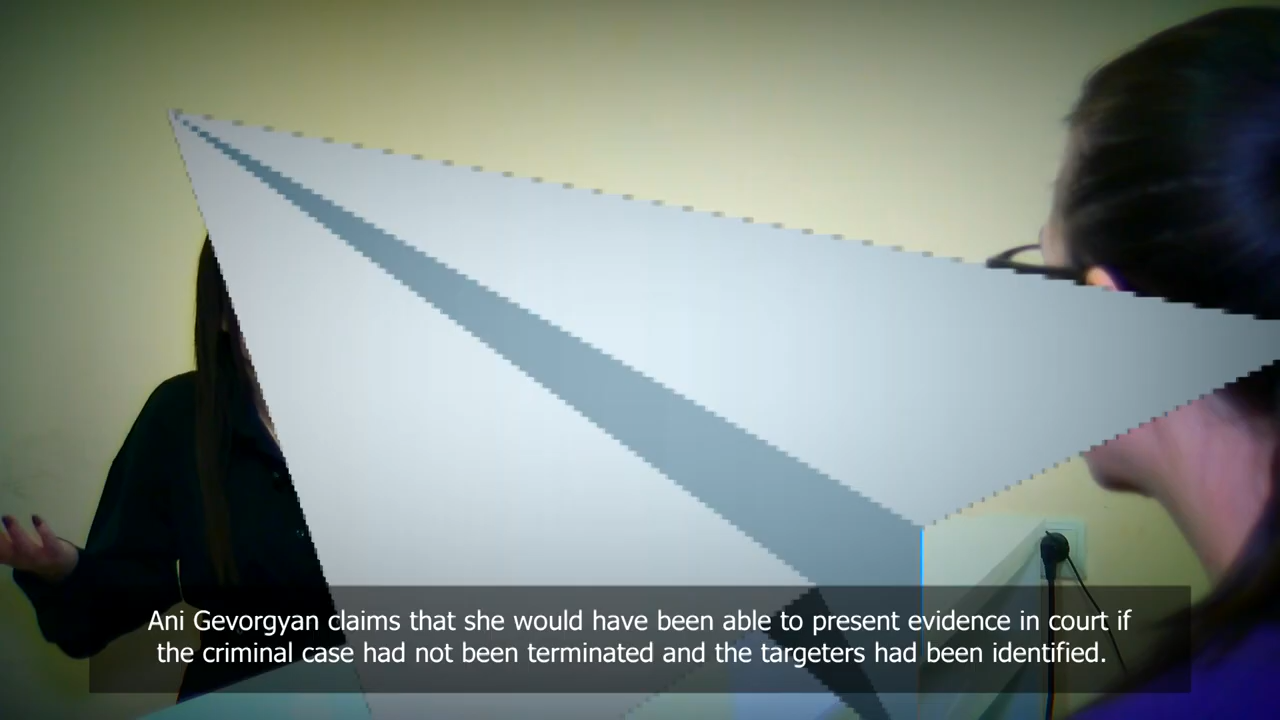 Ani Gevorgyan claims that she would have been able to present evidence in court if
the criminal case had not been terminated and the targeters had been identified.